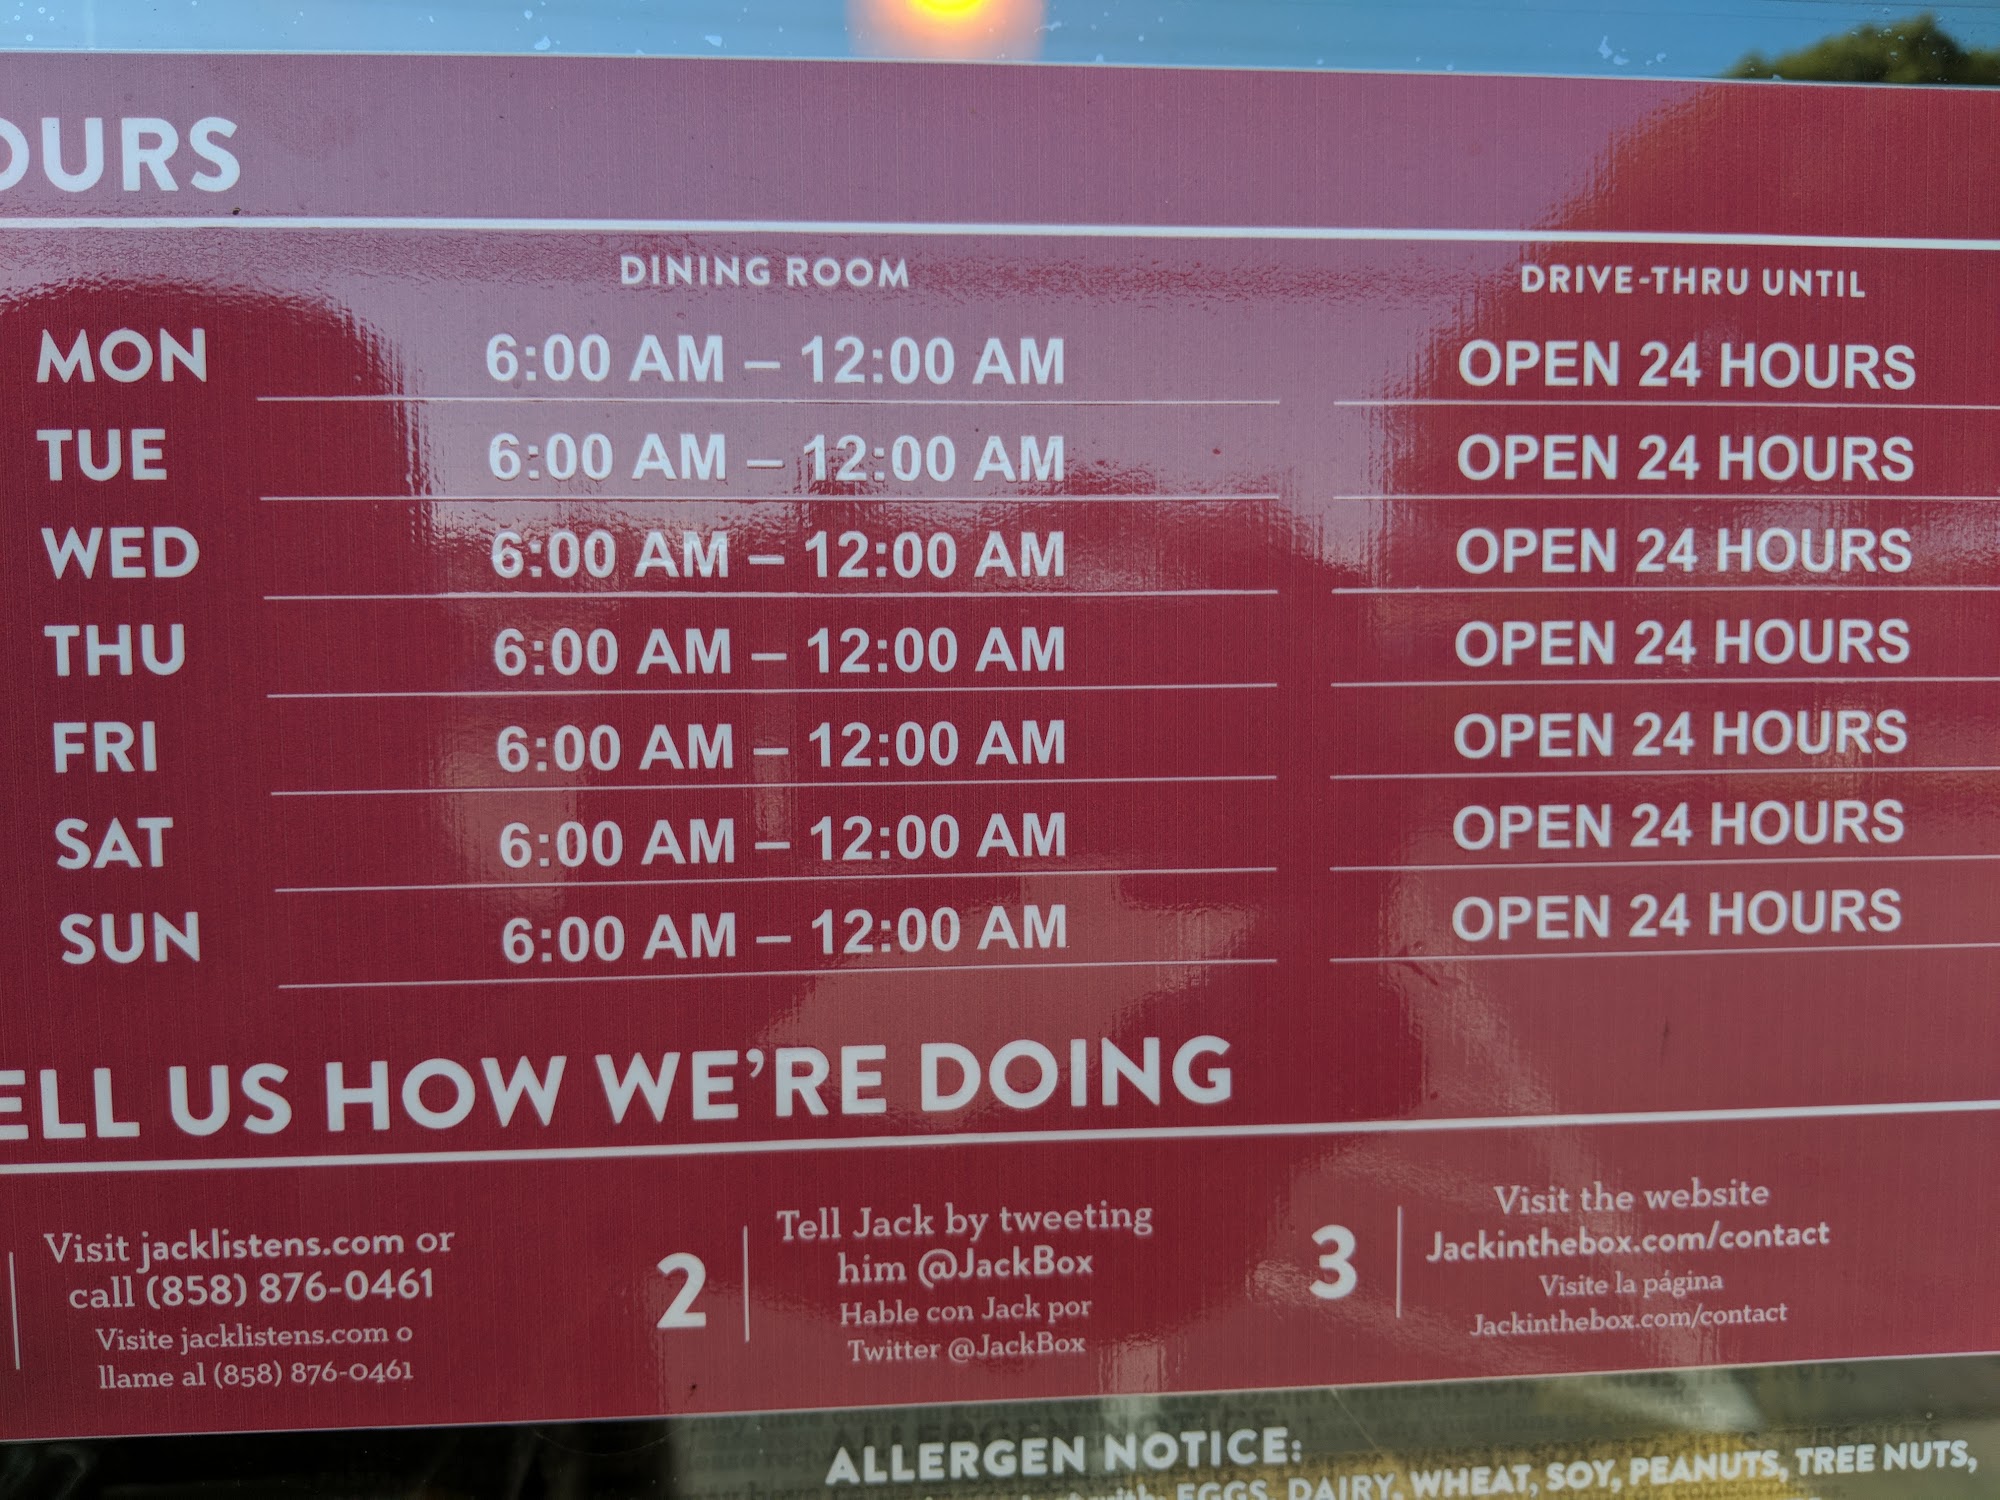 OURS
DINING ROOM DRIVE-THRU UNTIL
MON 6:00 AM – 12:00 AM OPEN 24 HOURS
TUE 6:00 AM – 12:00 AM OPEN 24 HOURS
WED 6:00 AM – 12:00 AM OPEN 24 HOURS
THU 6:00 AM – 12:00 AM OPEN 24 HOURS
FRI 6:00 AM – 12:00 AM OPEN 24 HOURS
SAT 6:00 AM – 12:00 AM OPEN 24 HOURS
SUN 6:00 AM – 12:00 AM OPEN 24 HOURS
ELL US HOW WE'RE DOING
Visit jacklistens.com or
call (858) 876-0461
Visite jacklistens.com o
llame al (858) 876-0461
2
Tell Jack by tweeting
him @JackBox
Hable con Jack por
Twitter @JackBox
3
Visit the website
Jackinthebox.com/contact
Visite la página
Jackinthebox.com/contact
ALLERGEN NOTICE:
EGGS, DAIRY, WHEAT, SOY, PEANUTS, TREE NUTS,